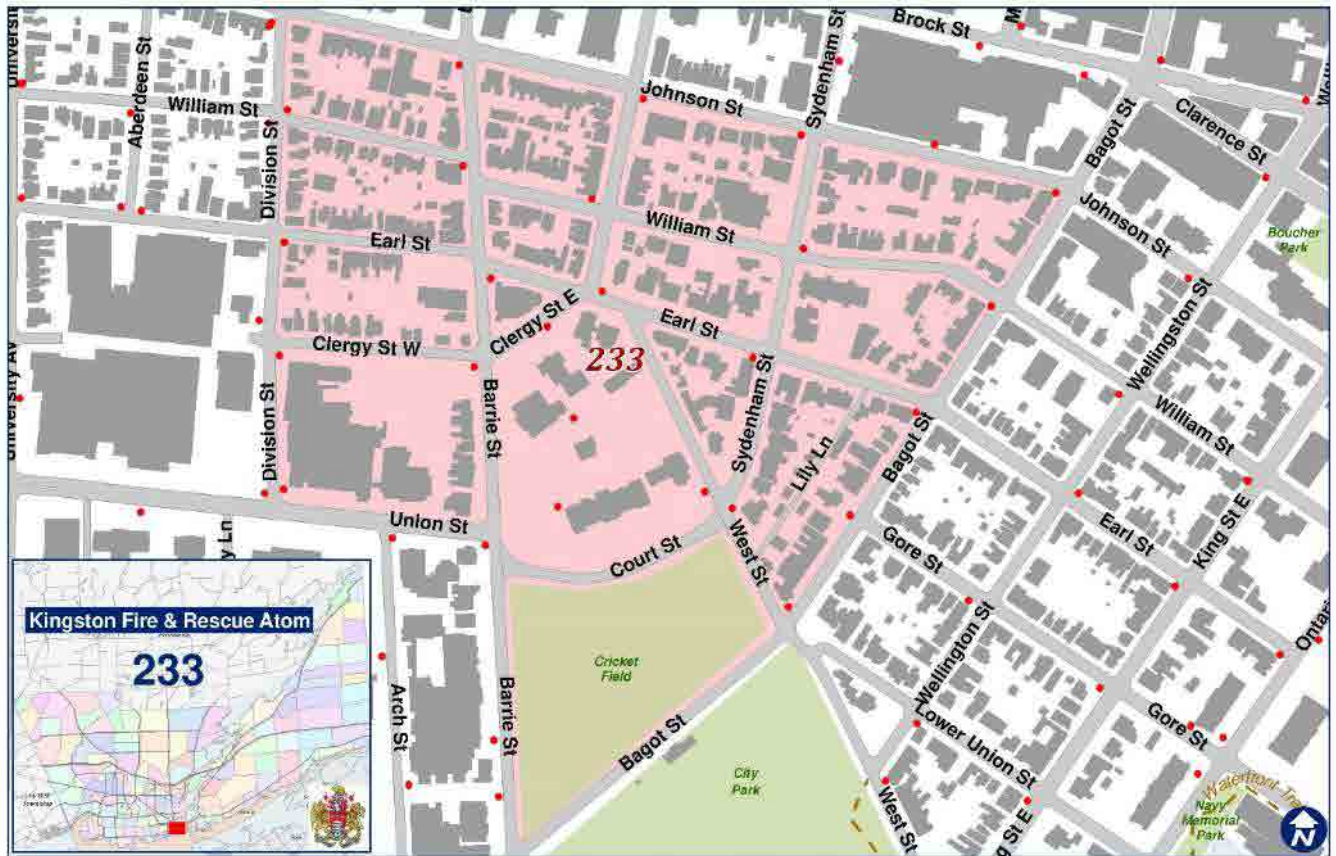 Brock St
Sydenham St
Aberdeen St
William St
Johnson St
Division St
Bagot St
Clarence St
Earl St
William St
Johnson St
Boucher
Park
Clergy St E
Earl St
Clergy St W
233
Wellington St
Barrie St
Sydenham St
Lily Ln
Bagot St
William St
Division St
Union St
Court St
West St
Gore St
Earl St
King St E
Kingston Fire & Rescue Atom
233
Cricket
Field
Arch St
Barrie St
Bagot St
City
Park
Wellington St
Lower Union St
Gore St
West St
Navy
Memorial
Park
N